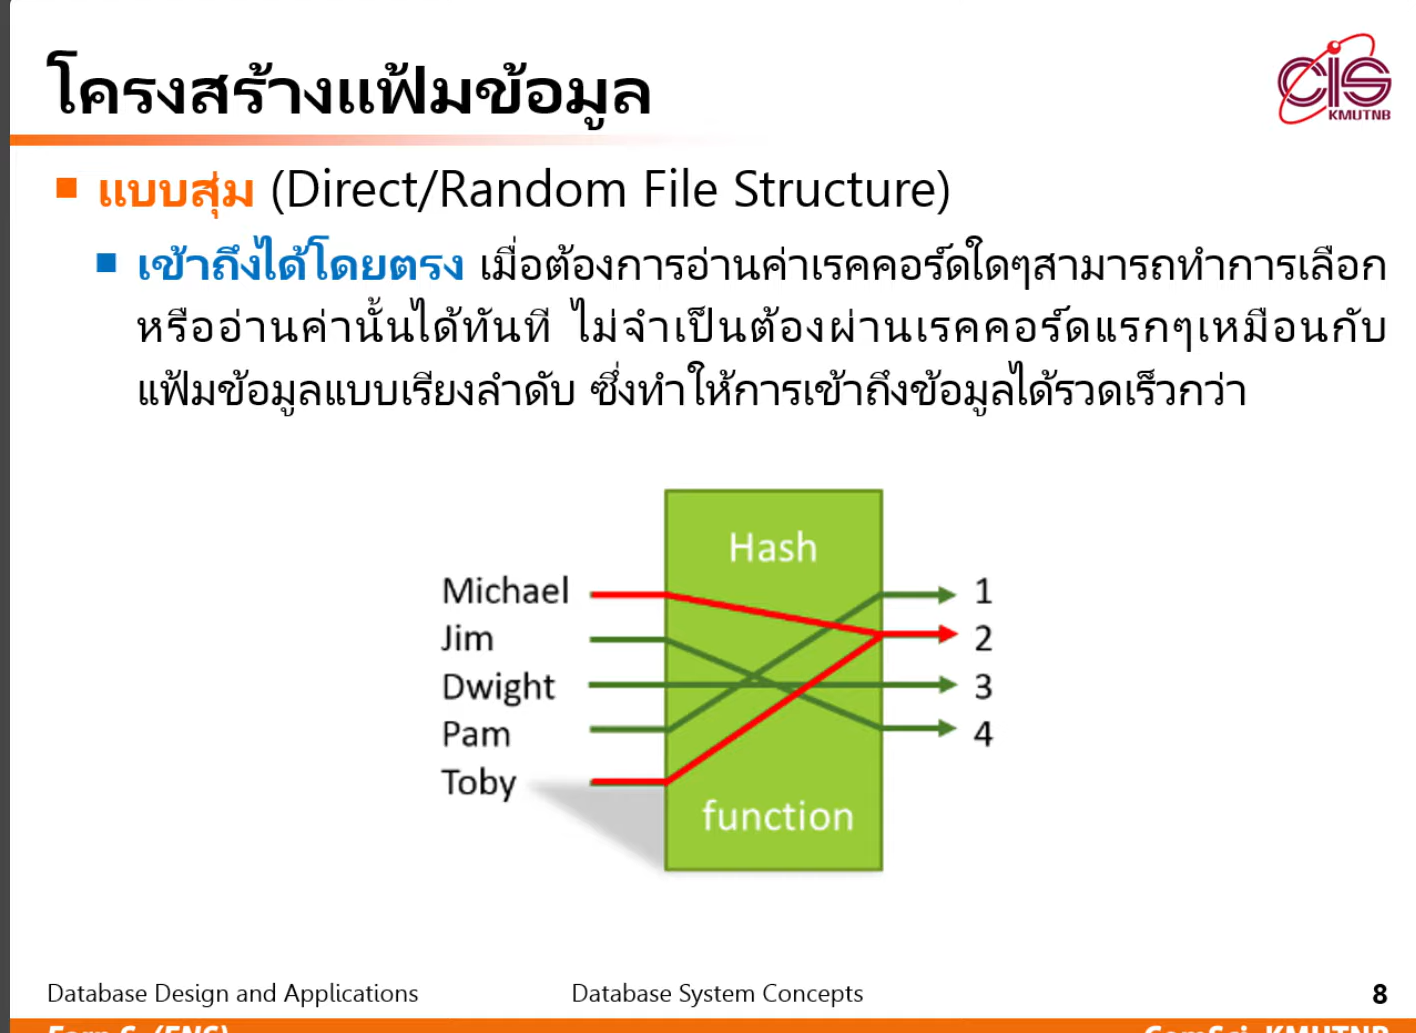 โครงสร้างแฟ้มข้อมูล
CIS
KMUTNB
แบบสุ่ม (Direct/Random File Structure)
เข้าถึงได้โดยตรง เมื่อต้องการอ่านค่าเรคคอร์ดใดๆสามารถทำการเลือก
หรืออ่านค่านั้นได้ทันที ไม่จำเป็นต้องผ่านเรคคอร์ดแรกๆเหมือนกับ
แฟ้มข้อมูลแบบเรียงลำดับ ซึ่งทำให้การเข้าถึงข้อมูลได้รวดเร็วกว่า
Hash
Michael 1
Jim 2
Dwight 3
Pam 4
Toby
function
Database Design and Applications Database System Concepts 8